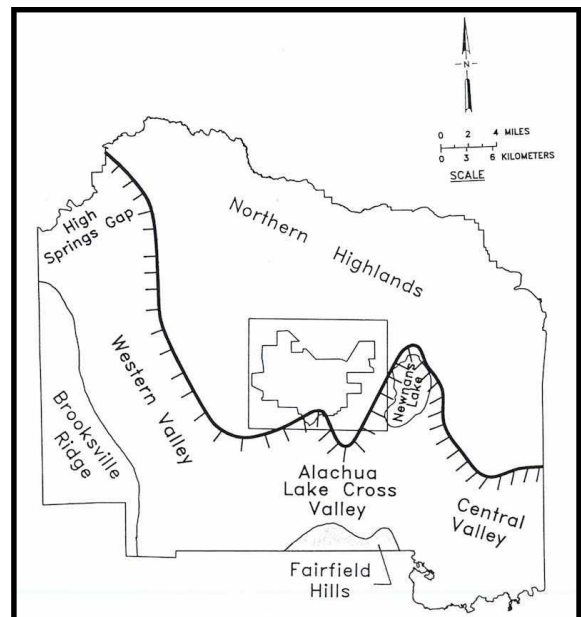 N
0 2 4 MILES
0 3 6 KILOMETERS
SCALE
High
Springs Gap
Northern Highlands
Western Valley
Brooksville
Ridge
Newnans
Lake
Alachua
Lake Cross
Valley
Central
Valley
Fairfield
Hills